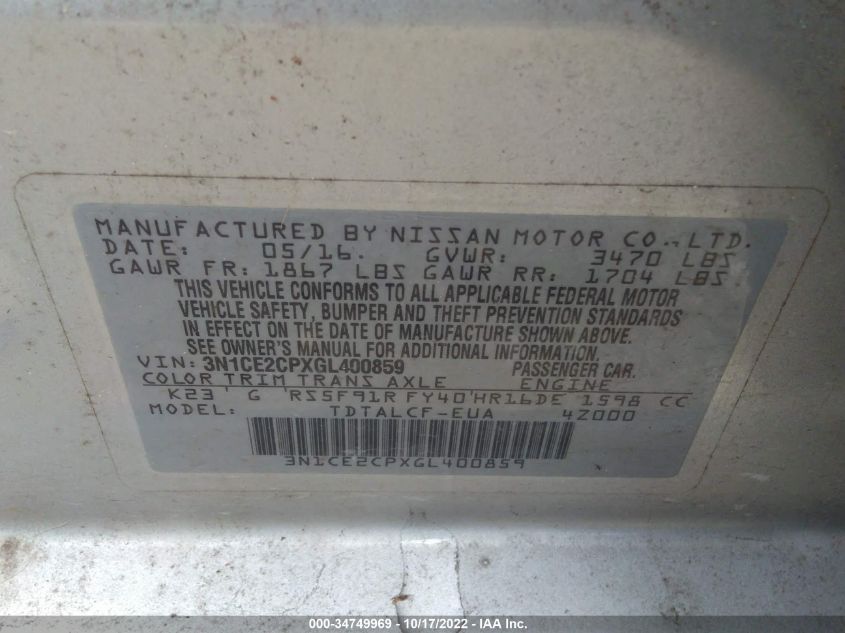 MANUFACTURED BY NISSAN MOTOR CO., LTD.
DATE: 05/16. GVWR: 3470 LBS
GAWR FR: 1867 LBS GAWR RR: 1704 LBS
THIS VEHICLE CONFORMS TO ALL APPLICABLE FEDERAL MOTOR
VEHICLE SAFETY, BUMPER AND THEFT PREVENTION STANDARDS
IN EFFECT ON THE DATE OF MANUFACTURE SHOWN ABOVE.
SEE OWNER'S MANUAL FOR ADDITIONAL INFORMATION
VIN: 3N1CE2CPXGL400859 PASSENGER CAR.
COLOR TRIM TRANS AXLE ENGINE
K23 G RS5F91R FY40 HR16DE 1598 CC
MODEL: TDTALCF-EUA 4Z000
3N1CE2CPXGL400859
000-34749969 - 10/17/2022 - IAA Inc.